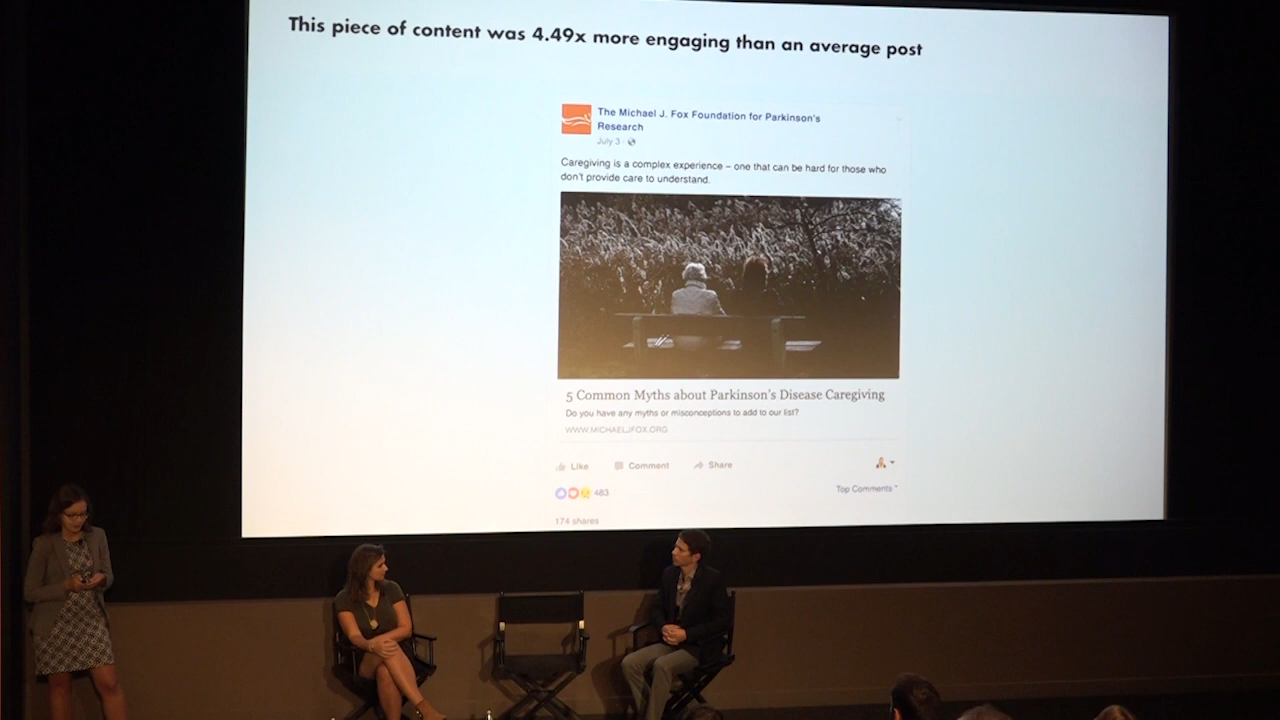 This piece of content was 4.49x more engaging than an average post
The Michael J. Fox Foundation for Parkinson's
Research
July 3 ·
Caregiving is a complex experience – one that can be hard for those who
don't provide care to understand.
5 Common Myths about Parkinson's Disease Caregiving
Do you have any myths or misconceptions to add to our list?
WWW.MICHAELJFOX.ORG
Like Comment Share
483 Top Comments
174 shares